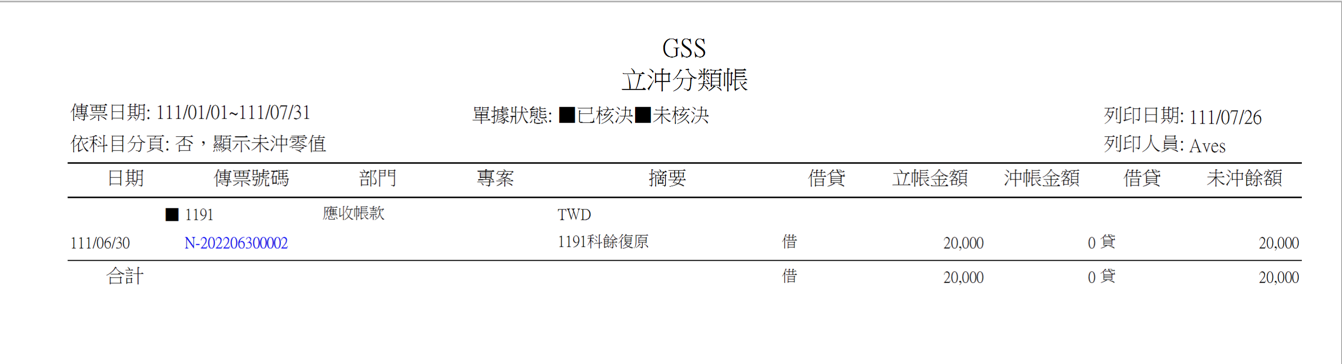 GSS
立沖分類帳
傳票日期: 111/01/01~111/07/31 單據狀態: ■已核決■未核決 列印日期: 111/07/26
依科目分頁: 否，顯示未沖零值 列印人員: Aves
日期 傳票號碼 部門 專案 摘要 借貸 立帳金額 沖帳金額 借貸 未沖餘額
■ 1191 應收帳款 TWD
111/06/30 N-202206300002 1191科餘復原 借 20,000 0 貸 20,000
合計 借 20,000 0 貸 20,000